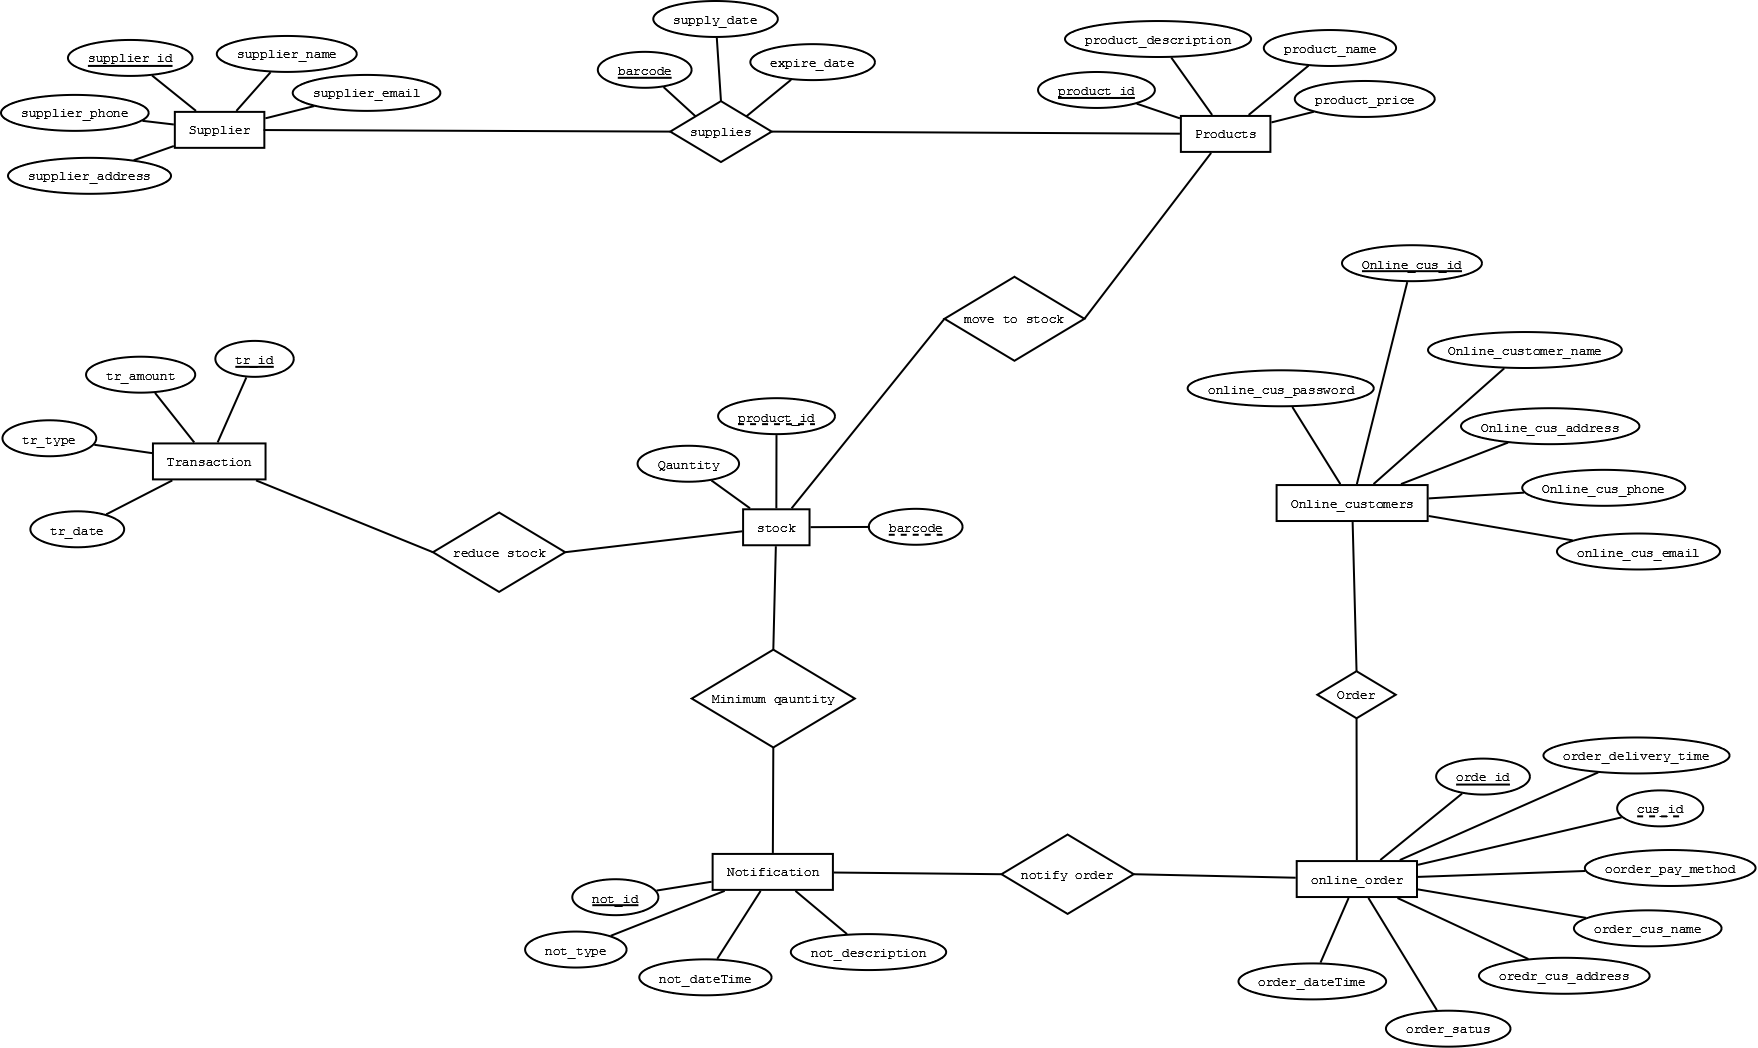 supply_date
product_description
product_name
supplier_id
supplier_name
barcode
expire_date
supplier_email
product_id
product_price
supplier_phone
Supplier
supplies
Products
supplier_address
Online_cus_id
move to stock
Online_customer_name
tr_id
tr_amount
online_cus_password
product_id
Online_cus_address
tr_type
Transaction
Qauntity
Online_cus_phone
Online_customers
tr_date
stock
barcode
reduce stock
online_cus_email
Minimum qauntity
Order
order_delivery_time
orde_id
cus_id
oorder_pay_method
Notification
notify order
online_order
not_id
order_cus_name
not_type
not_description
oredr_cus_address
not_dateTime
order_dateTime
order_satus